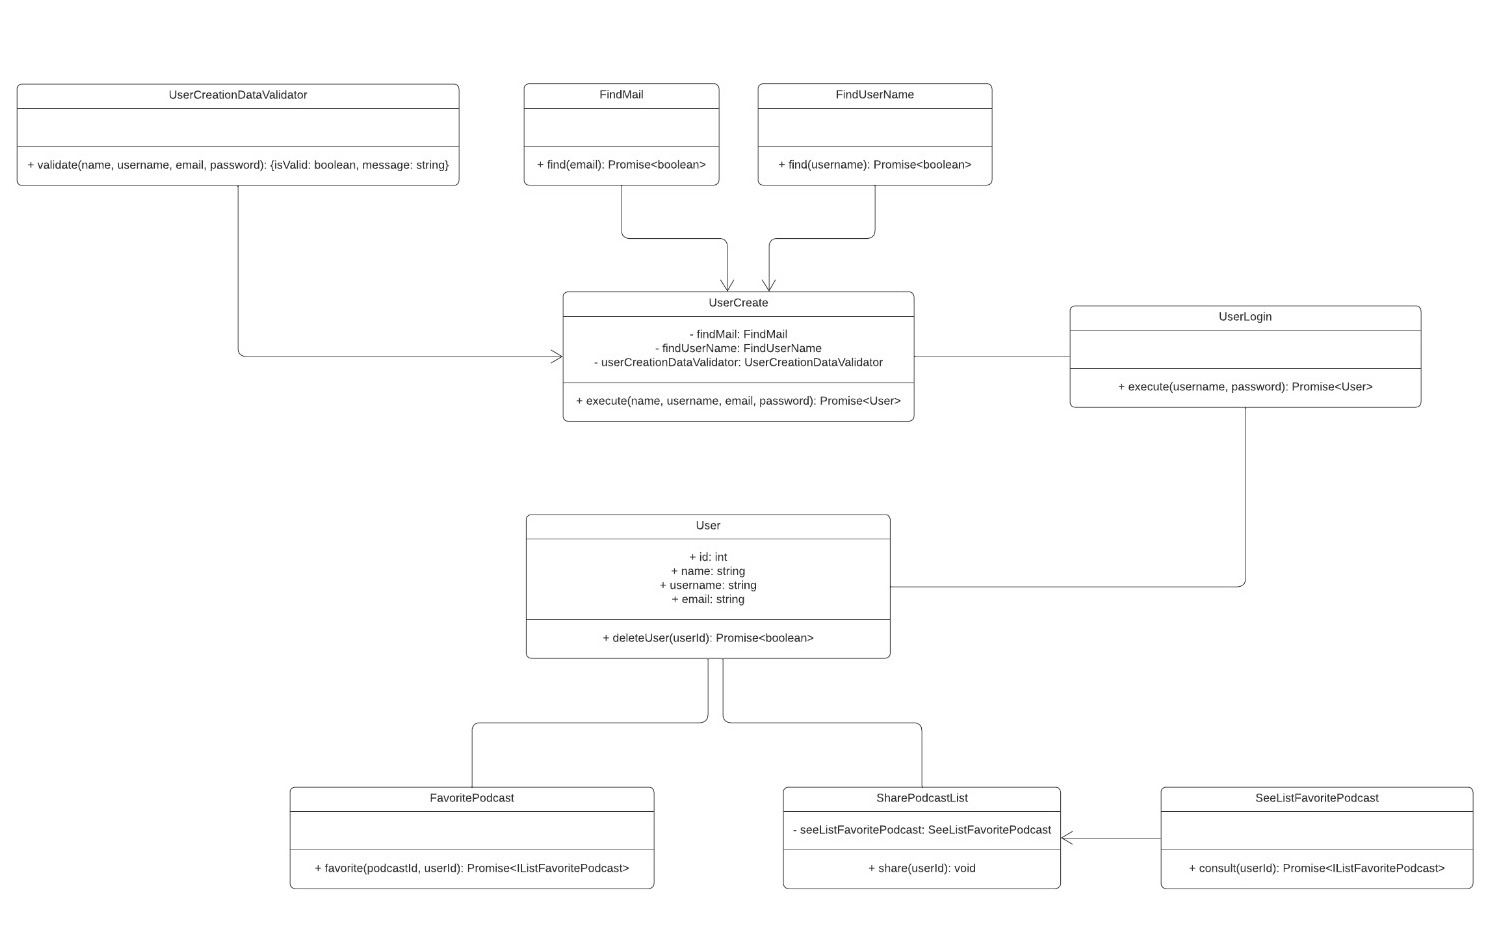 UserCreationDataValidator
+ validate(name, username, email, password): {isValid: boolean, message: string}
FindMail
+ find(email): Promise<boolean>
FindUserName
+ find(username): Promise<boolean>
UserCreate
- findMail: FindMail
- findUserName: FindUserName
- userCreationDataValidator: UserCreationDataValidator
+ execute(name, username, email, password): Promise<User>
UserLogin
+ execute(username, password): Promise<User>
User
+ id: int
+ name: string
+ username: string
+ email: string
+ deleteUser(userId): Promise<boolean>
FavoritePodcast
+ favorite(podcastId, userId): Promise<IListFavoritePodcast>
SharePodcastList
- seeListFavoritePodcast: SeeListFavoritePodcast
+ share(userId): void
SeeListFavoritePodcast
+ consult(userId): Promise<IListFavoritePodcast>